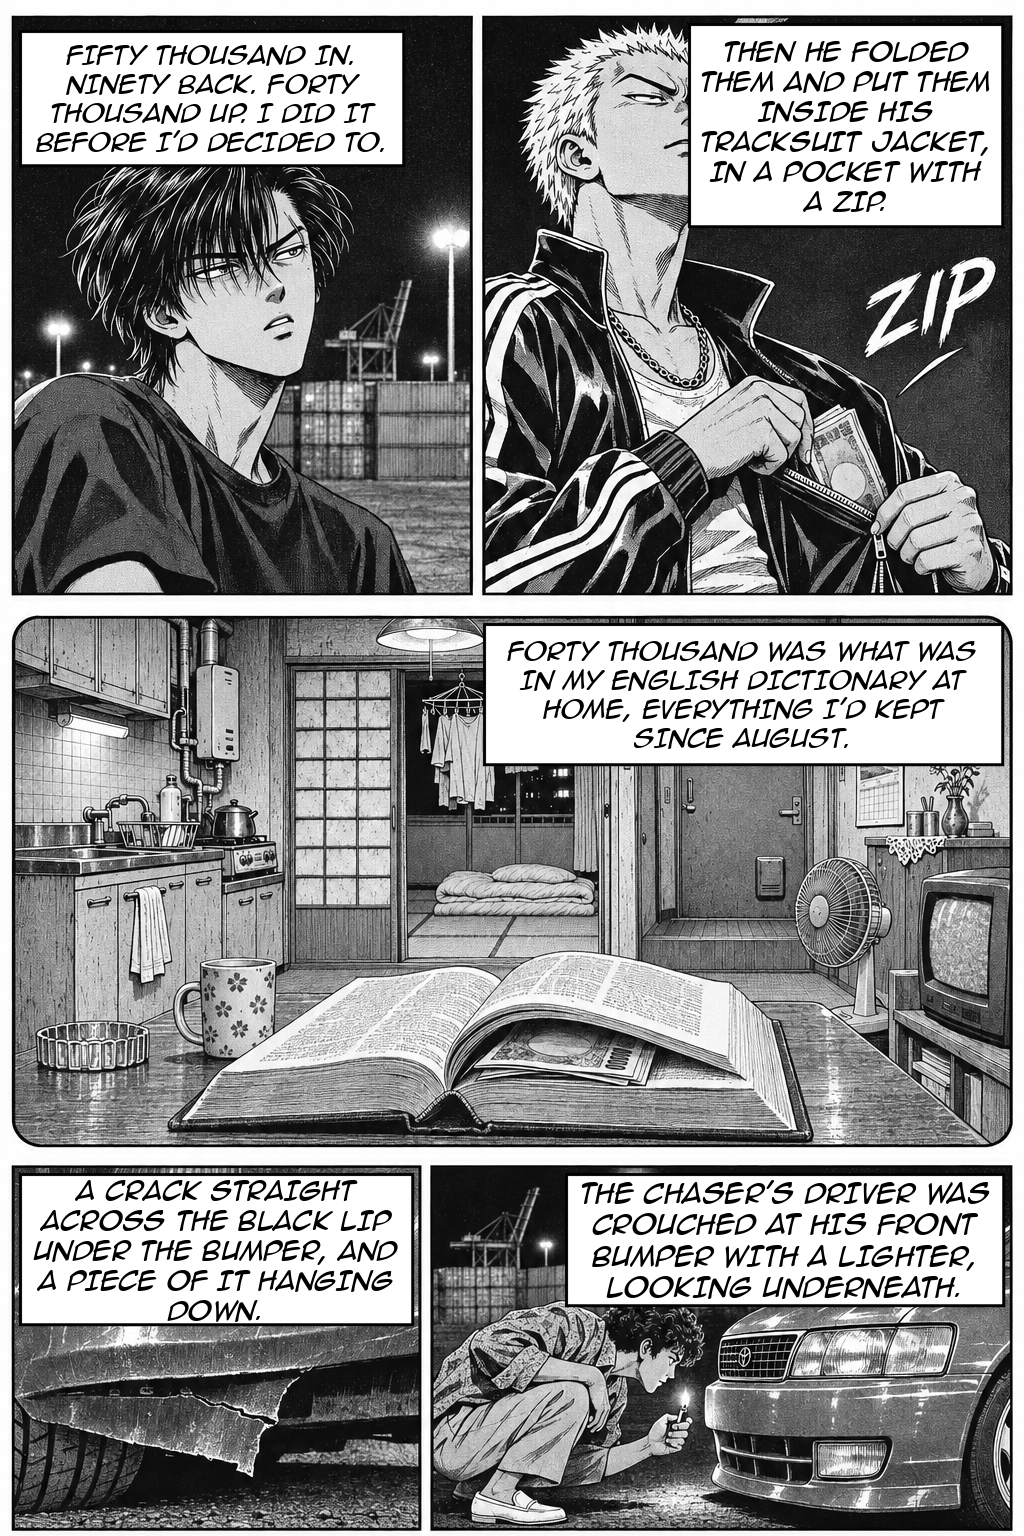 FIFTY THOUSAND IN.
NINETY BACK. FORTY
THOUSAND UP. I DID IT
BEFORE I'D DECIDED TO.
THEN HE FOLDED
THEM AND PUT THEM
INSIDE HIS
TRACKSUIT JACKET,
IN A POCKET WITH
A ZIP.
ZIP
FORTY THOUSAND WAS WHAT WAS
IN MY ENGLISH DICTIONARY AT
HOME, EVERYTHING I'D KEPT
SINCE AUGUST.
A CRACK STRAIGHT
ACROSS THE BLACK LIP
UNDER THE BUMPER, AND
A PIECE OF IT HANGING
DOWN.
THE CHASER'S DRIVER WAS
CROUCHED AT HIS FRONT
BUMPER WITH A LIGHTER,
LOOKING UNDERNEATH.